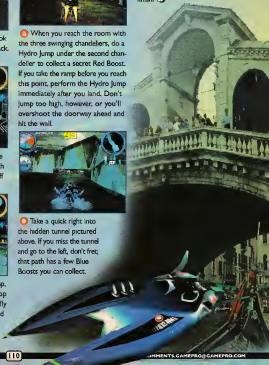 ok
ck.
When you reach the room with
the three swinging chandeliers, do a
Hydro Jump under the second chan-
delier to collect a secret Red Boost.
If you take the ramp before you reach
this point, perform the Hydro Jump
immediately after you land. Don't
jump too high, however, or you'll
overshoot the doorway ahead and
hit the wall.
Take a quick right into
the hidden tunnel pictured
above. If you miss the tunnel
and go to the left, don't fret;
that path has a few Blue
Boosts you can collect.
110
OMMENTS.GAMEPRO@GAMEPRO.COM